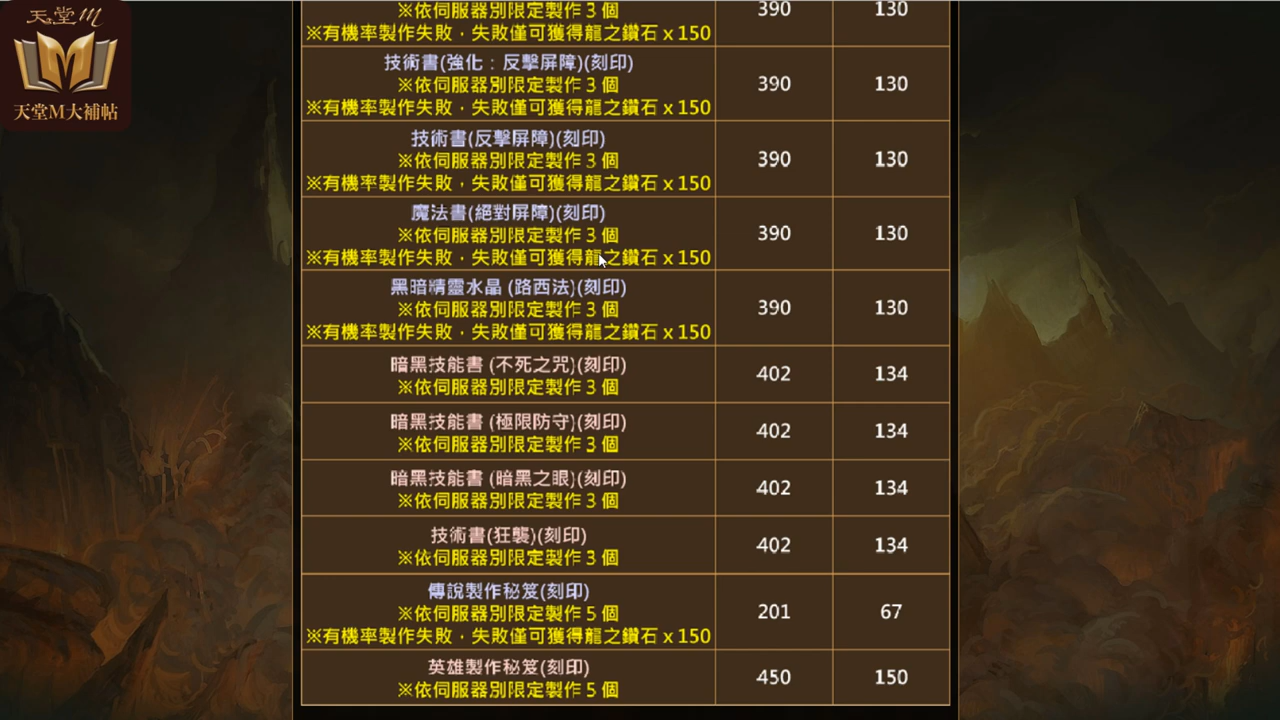 天堂M
天堂M大補帖
※依伺服器別限定製作 3 個
※有機率製作失敗，失敗僅可獲得龍之鑽石 x 150
390
130
技術書(強化：反擊屏障)(刻印)
※依伺服器別限定製作 3 個
※有機率製作失敗，失敗僅可獲得龍之鑽石 x 150
390
130
技術書(反擊屏障)(刻印)
※依伺服器別限定製作 3 個
※有機率製作失敗，失敗僅可獲得龍之鑽石 x 150
390
130
魔法書(絕對屏障)(刻印)
※依伺服器別限定製作 3 個
※有機率製作失敗，失敗僅可獲得龍之鑽石 x 150
390
130
黑暗精靈水晶 (路西法)(刻印)
※依伺服器別限定製作 3 個
※有機率製作失敗，失敗僅可獲得龍之鑽石 x 150
390
130
暗黑技能書 (不死之咒)(刻印)
※依伺服器別限定製作 3 個
402
134
暗黑技能書 (極限防守)(刻印)
※依伺服器別限定製作 3 個
402
134
暗黑技能書 (暗黑之眼)(刻印)
※依伺服器別限定製作 3 個
402
134
技術書(狂襲)(刻印)
※依伺服器別限定製作 3 個
402
134
傳說製作秘笈(刻印)
※依伺服器別限定製作 5 個
※有機率製作失敗，失敗僅可獲得龍之鑽石 x 150
201
67
英雄製作秘笈(刻印)
※依伺服器別限定製作 5 個
450
150